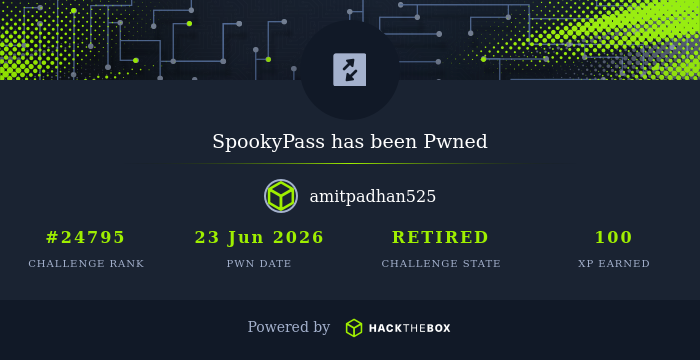 SpookyPass has been Pwned
amitpadhan525
#24795 23 Jun 2026 RETIRED 100
CHALLENGE RANK PWN DATE CHALLENGE STATE XP EARNED
Powered by HACKTHEBOX